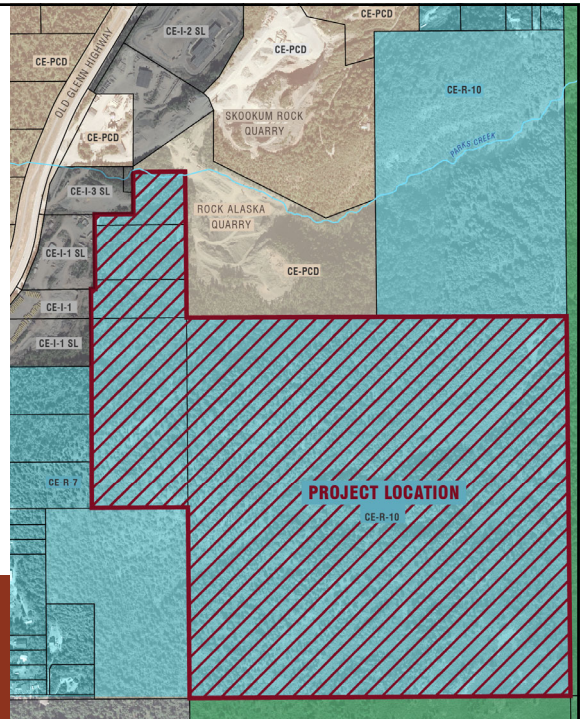 CE-PCD
CE-I-2 SL
CE-PCD
OLD GLENN HIGHWAY
CE-PCD
CE-R-10
CE-PCD
SKOOKUM ROCK
QUARRY
PARKS CREEK
CE-I-3 SL
ROCK ALASKA
QUARRY
CE-I-1 SL
CE-PCD
CE-I-1
CE-I-1 SL
CE R 7
PROJECT LOCATION
CE-R-10